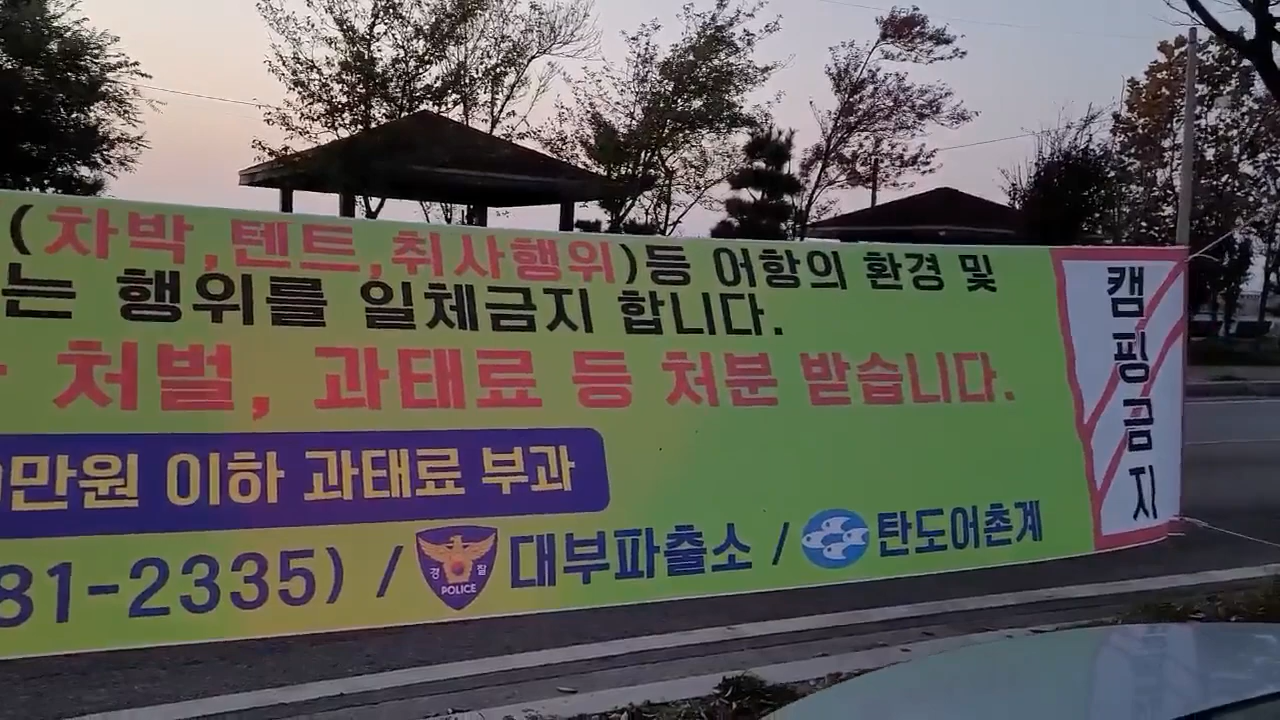 (차박,텐트,취사행위)등 어항의 환경 및
는 행위를 일체금지 합니다.
처벌, 과태료 등 처분 받습니다.
만원 이하 과태료 부과
81-2335) / 경찰 POLICE 대부파출소 / 탄도어촌계
캠핑금지